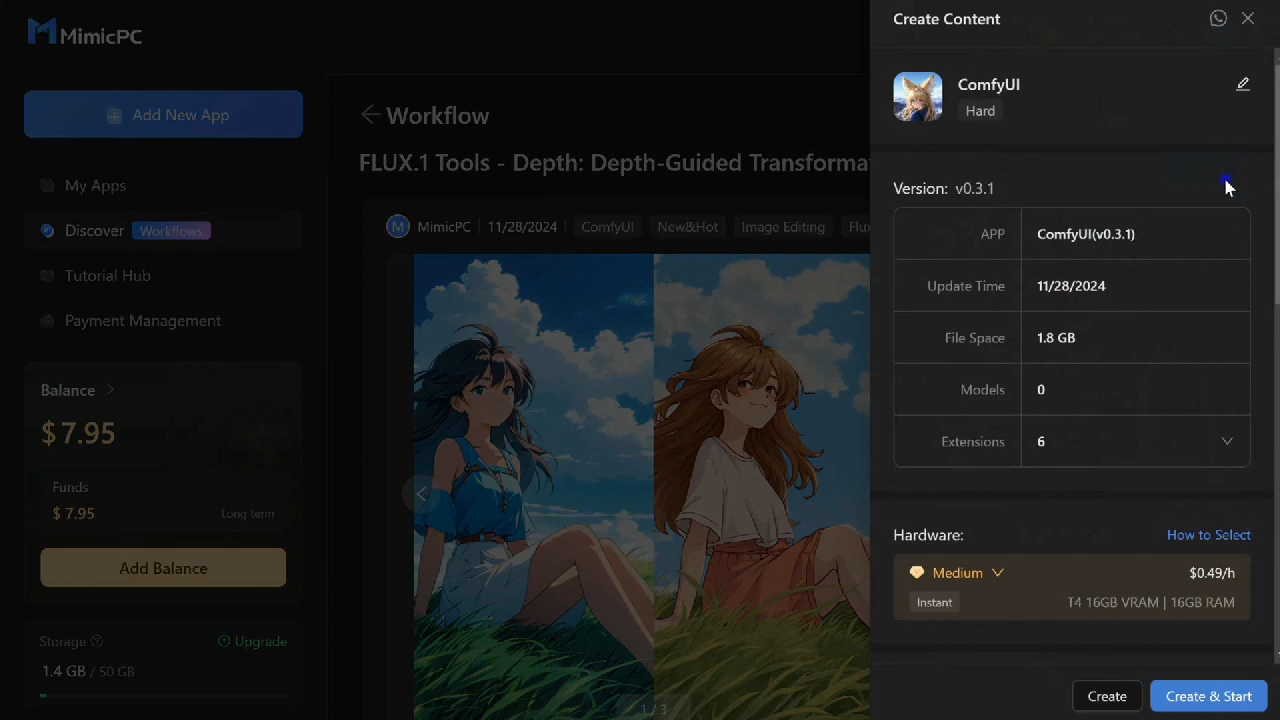 MimicPC
Add New App
My Apps
Discover Workflows
Tutorial Hub
Payment Management
Balance
$ 7.95
Funds
$ 7.95 Long term
Add Balance
Storage Upgrade
1.4 GB / 50 GB
Workflow
FLUX.1 Tools - Depth: Depth-Guided Transforma
M MimicPC 11/28/2024 ComfyUI New&Hot Image Editing Flux
1 / 3
Create Content
ComfyUI
Hard
Version: v0.3.1
APP ComfyUI(v0.3.1)
Update Time 11/28/2024
File Space 1.8 GB
Models 0
Extensions 6
Hardware: How to Select
Medium $0.49/h
Instant T4 16GB VRAM | 16GB RAM
Create Create & Start